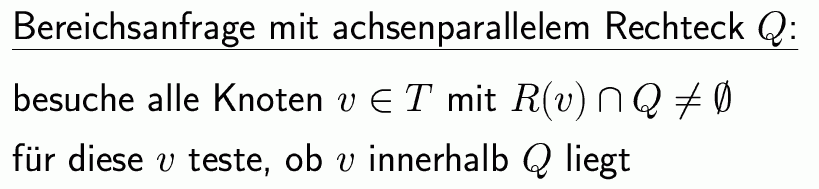 Bereichsanfrage mit achsenparallelem Rechteck Q:
besuche alle Knoten v ∈ T mit R(v) ∩ Q ≠ ∅
für diese v teste, ob v innerhalb Q liegt